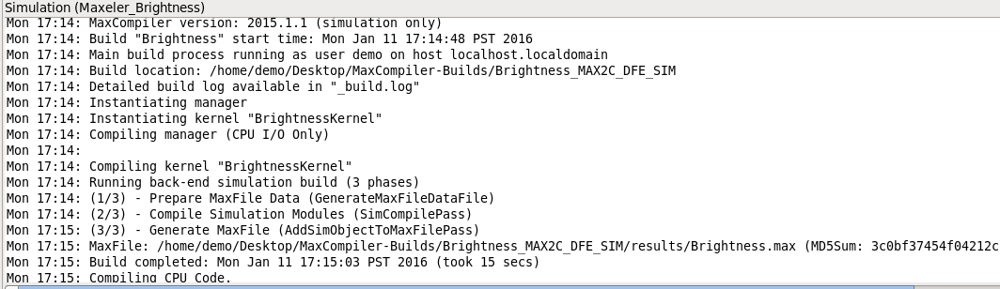 Simulation (Maxeler_Brightness)
Mon 17:14: MaxCompiler version: 2015.1.1 (simulation only)
Mon 17:14: Build "Brightness" start time: Mon Jan 11 17:14:48 PST 2016
Mon 17:14: Main build process running as user demo on host localhost.localdomain
Mon 17:14: Build location: /home/demo/Desktop/MaxCompiler-Builds/Brightness_MAX2C_DFE_SIM
Mon 17:14: Detailed build log available in "_build.log"
Mon 17:14: Instantiating manager
Mon 17:14: Instantiating kernel "BrightnessKernel"
Mon 17:14: Compiling manager (CPU I/O Only)
Mon 17:14:
Mon 17:14: Compiling kernel "BrightnessKernel"
Mon 17:14: Running back-end simulation build (3 phases)
Mon 17:14: (1/3) - Prepare MaxFile Data (GenerateMaxFileDataFile)
Mon 17:14: (2/3) - Compile Simulation Modules (SimCompilePass)
Mon 17:15: (3/3) - Generate MaxFile (AddSimObjectToMaxFilePass)
Mon 17:15: MaxFile: /home/demo/Desktop/MaxCompiler-Builds/Brightness_MAX2C_DFE_SIM/results/Brightness.max (MD5Sum: 3c0bf37454f04212c
Mon 17:15: Build completed: Mon Jan 11 17:15:03 PST 2016 (took 15 secs)
Mon 17:15: Compiling CPU Code.